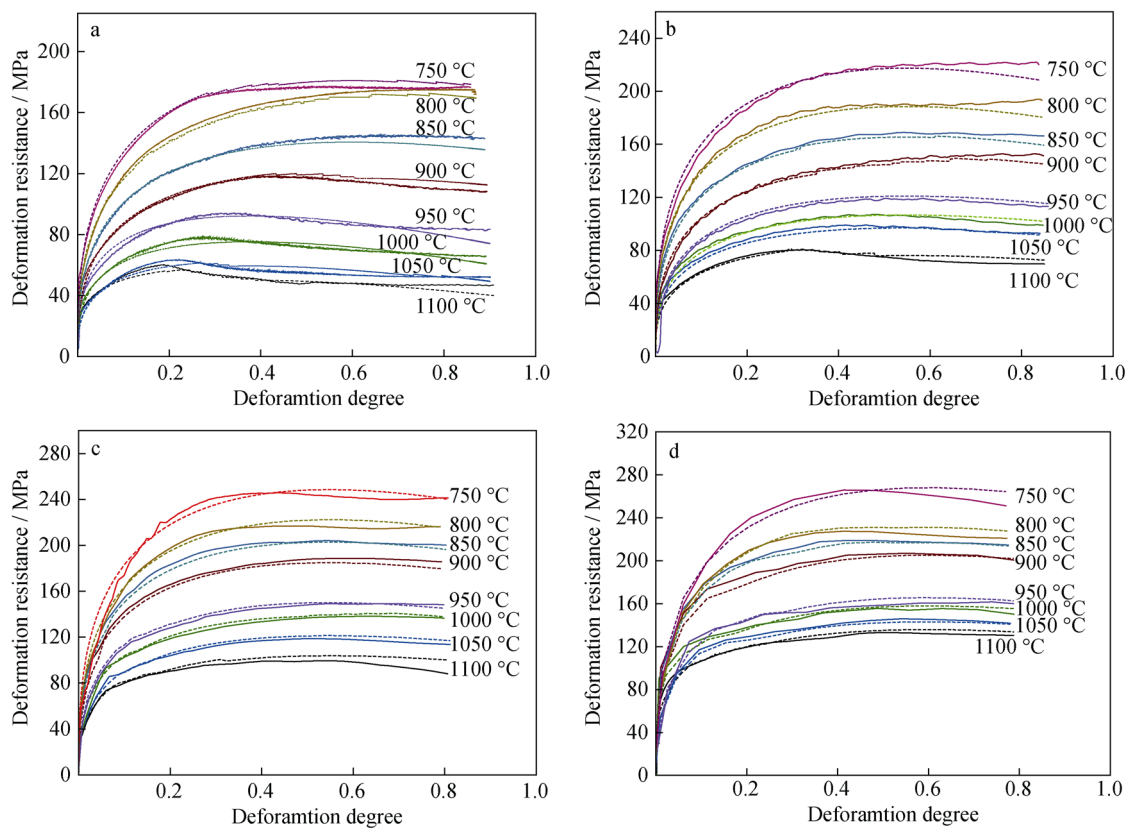 a
Deformation resistance / MPa
200
160
120
80
40
0
0.2
0.4
0.6
0.8
1.0
Deforamtion degree
750 °C
800 °C
850 °C
900 °C
950 °C
1000 °C
1050 °C
1100 °C
b
Deformation resistance / MPa
240
200
160
120
80
40
0
0.2
0.4
0.6
0.8
1.0
Deforamtion degree
750 °C
800 °C
850 °C
900 °C
950 °C
1000 °C
1050 °C
1100 °C
c
Deformation resistance / MPa
280
240
200
160
120
80
40
0
0.2
0.4
0.6
0.8
1.0
Deforamtion degree
750 °C
800 °C
850 °C
900 °C
950 °C
1000 °C
1050 °C
1100 °C
d
Deformation resistance / MPa
320
280
240
200
160
120
80
40
0
0.2
0.4
0.6
0.8
1.0
Deforamtion degree
750 °C
800 °C
850 °C
900 °C
950 °C
1000 °C
1050 °C
1100 °C